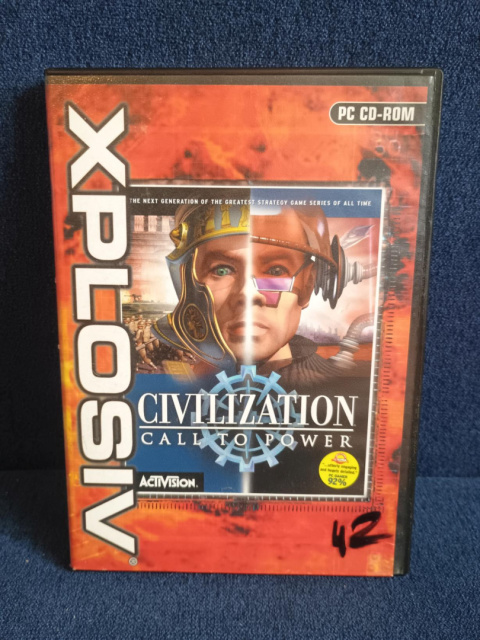 PC CD-ROM
XPLOSIV®
THE NEXT GENERATION OF THE GREATEST STRATEGY GAME SERIES OF ALL TIME
CIVILIZATION
CALL TO POWER
ACTIVISION.
92%
42